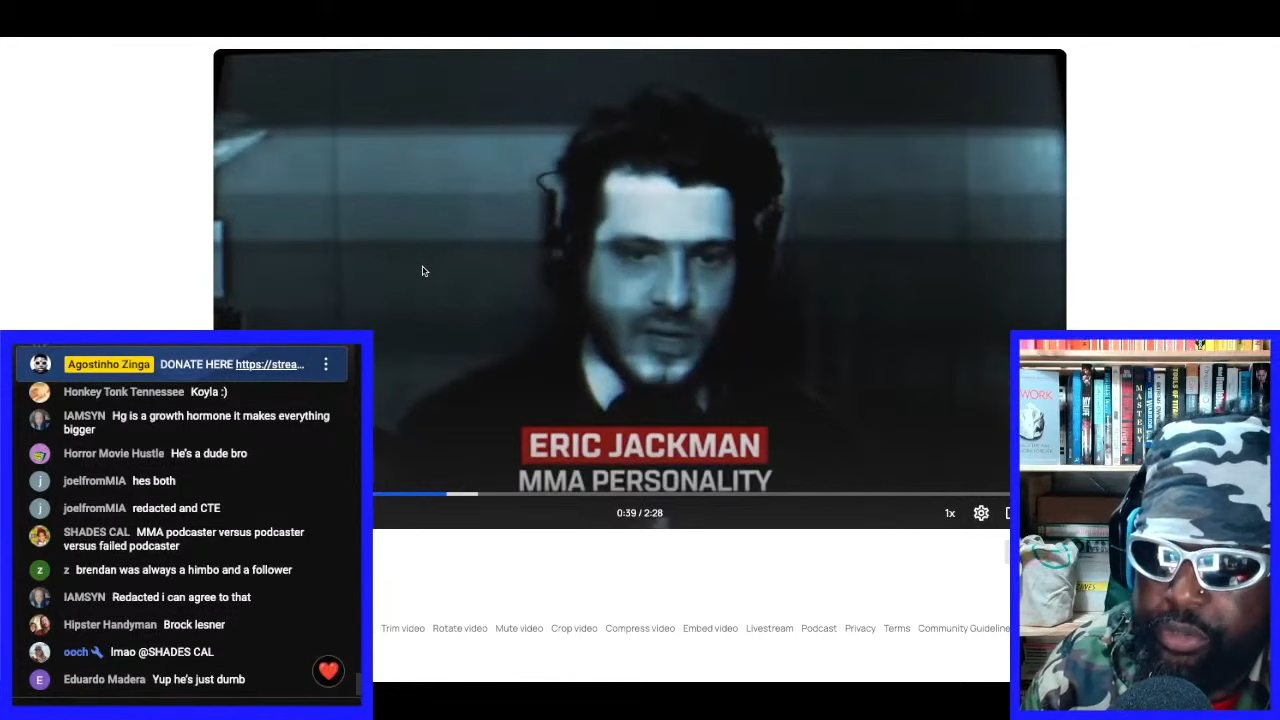 ERIC JACKMAN
MMA PERSONALITY
0:39 / 2:28
1x
Agostinho Zinga DONATE HERE https://strea...
Honkey Tonk Tennessee Koyla :)
IAMSYN Hg is a growth hormone it makes everything
bigger
Horror Movie Hustle He's a dude bro
joelfromMIA hes both
joelfromMIA redacted and CTE
SHADES CAL MMA podcaster versus podcaster
versus failed podcaster
z brendan was always a himbo and a follower
IAMSYN Redacted i can agree to that
Hipster Handyman Brock lesner
ooch lmao @SHADES CAL
Eduardo Madera Yup he's just dumb
Trim video Rotate video Mute video Crop video Compress video Embed video Livestream Podcast Privacy Terms Community Guideline
WORK
MASTERY